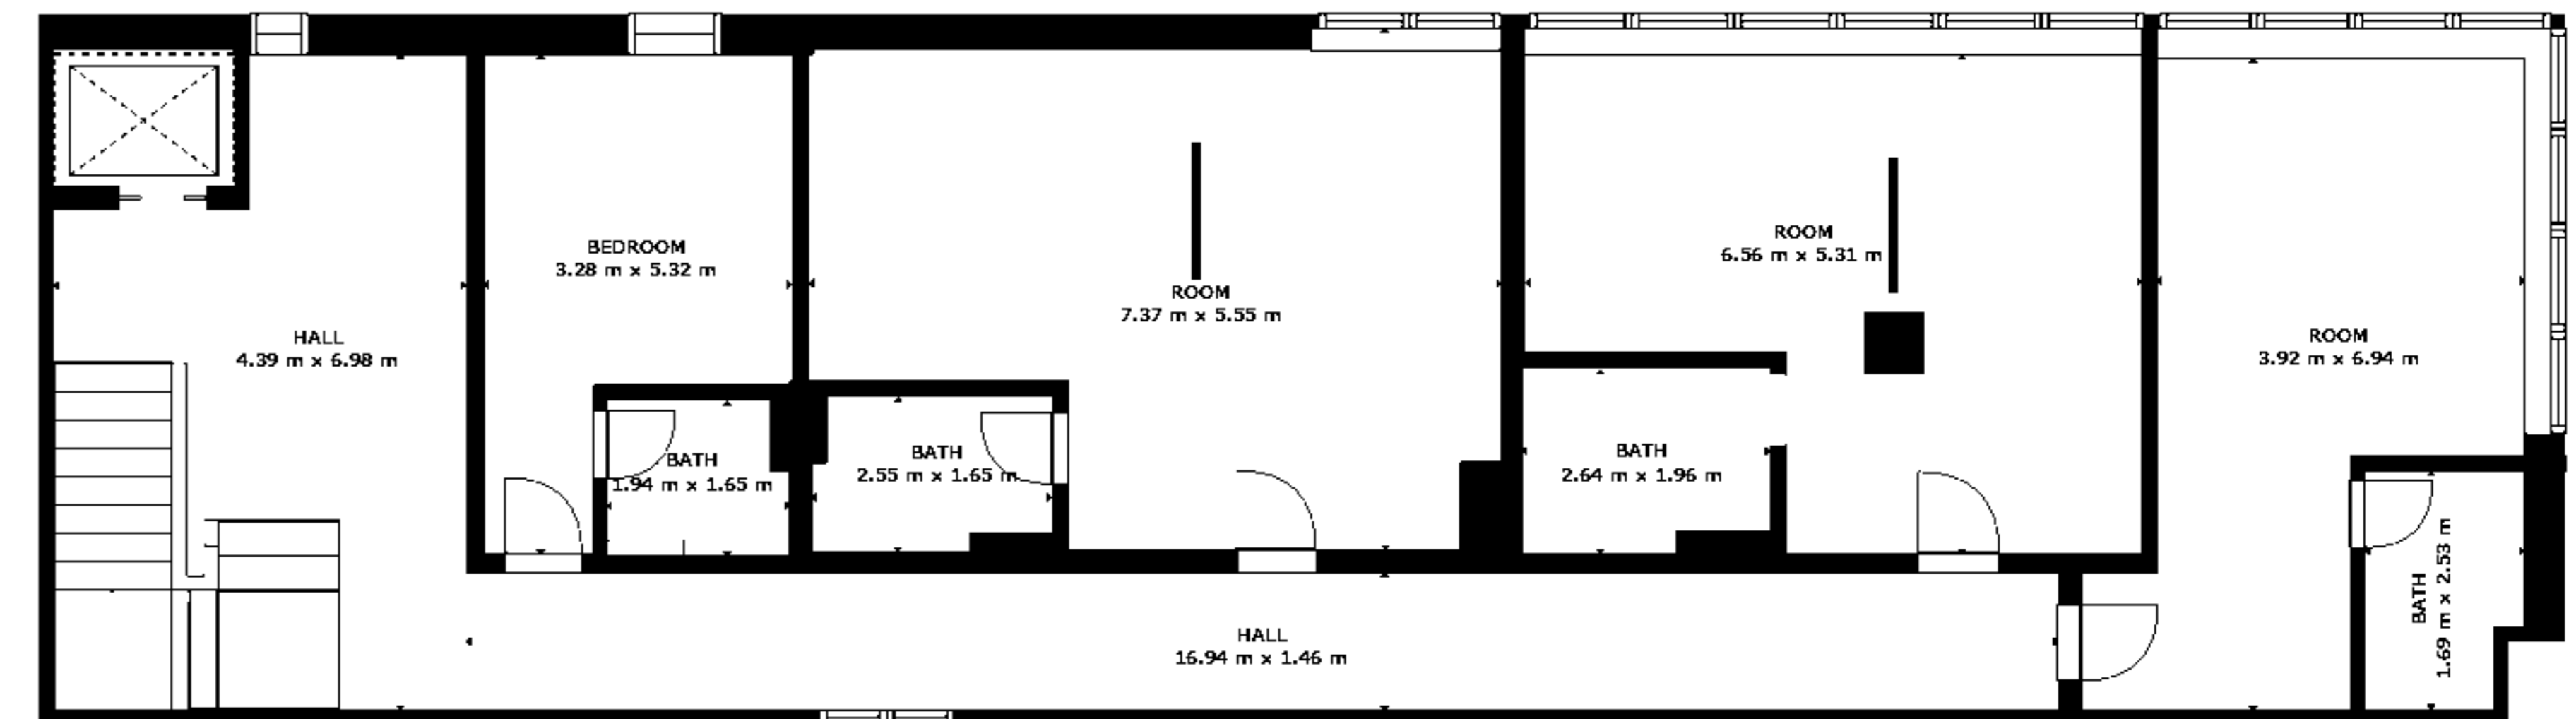 HALL
4.39 m x 6.98 m
BEDROOM
3.28 m x 5.32 m
BATH
1.94 m x 1.65 m
ROOM
7.37 m x 5.55 m
BATH
2.55 m x 1.65 m
ROOM
6.56 m x 5.31 m
BATH
2.64 m x 1.96 m
ROOM
3.92 m x 6.94 m
BATH
1.69 m x 2.53 m
HALL
16.94 m x 1.46 m